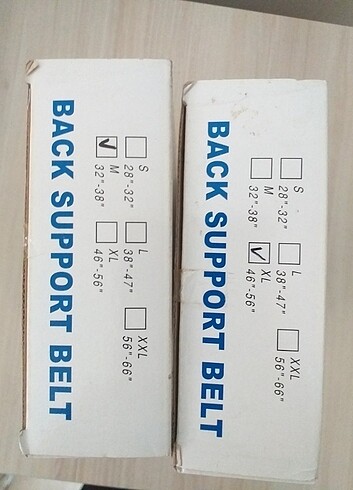 BACK SUPPORT BELT
S 28"-32"
L 38"-47"
XXL 56"-66"
M 32"-38"
XL 46"-56"
BACK SUPPORT BELT
S 28"-32"
L 38"-47"
XXL 56"-66"
M 32"-38"
XL 46"-56"